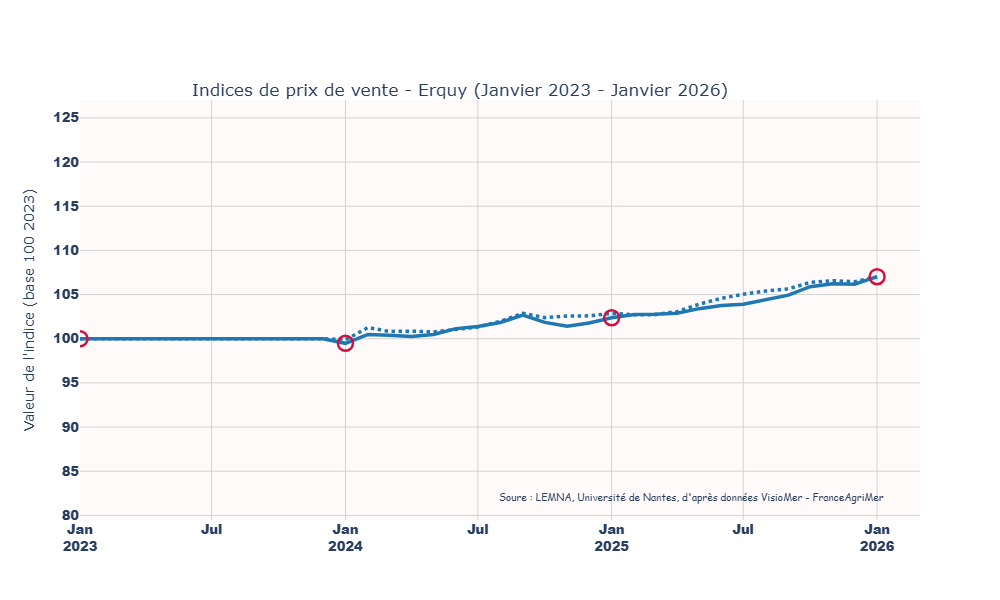 Indices de prix de vente - Erquy (Janvier 2023 - Janvier 2026)
Valeur de l'indice (base 100 2023)
125
120
115
110
105
100
95
90
85
80
Soure : LEMNA, Université de Nantes, d'après données VisioMer - FranceAgriMer
Jan Jul Jan Jul Jan Jul Jan
2023 2024 2025 2026